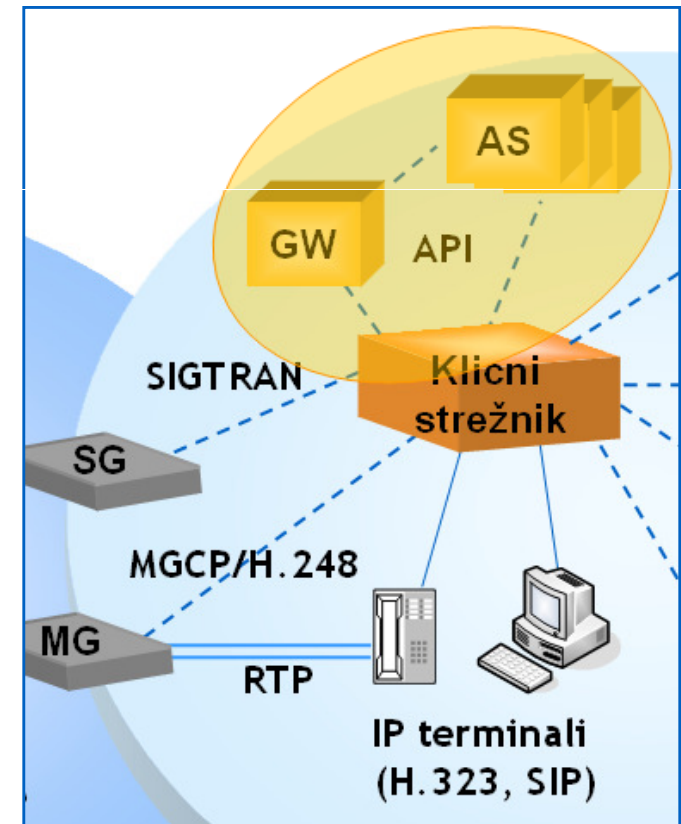 AS
GW
API
SIGTRAN
Klicni
strežnik
SG
MGCP/H.248
MG
RTP
IP terminali
(H.323, SIP)